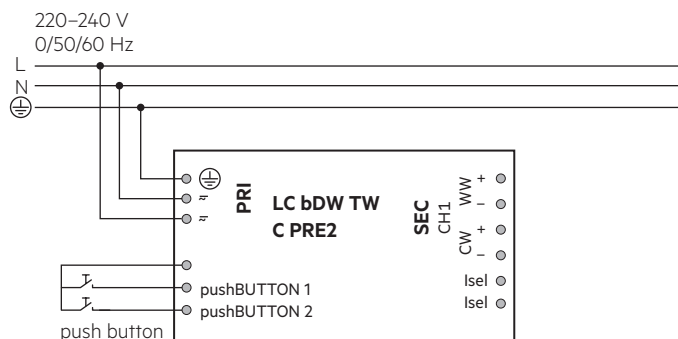 220–240 V
0/50/60 Hz
L
N
PRI
LC bDW TW
C PRE2
SEC
CH1
WW
+
–
CW
+
–
Isel
Isel
pushBUTTON 1
pushBUTTON 2
push button